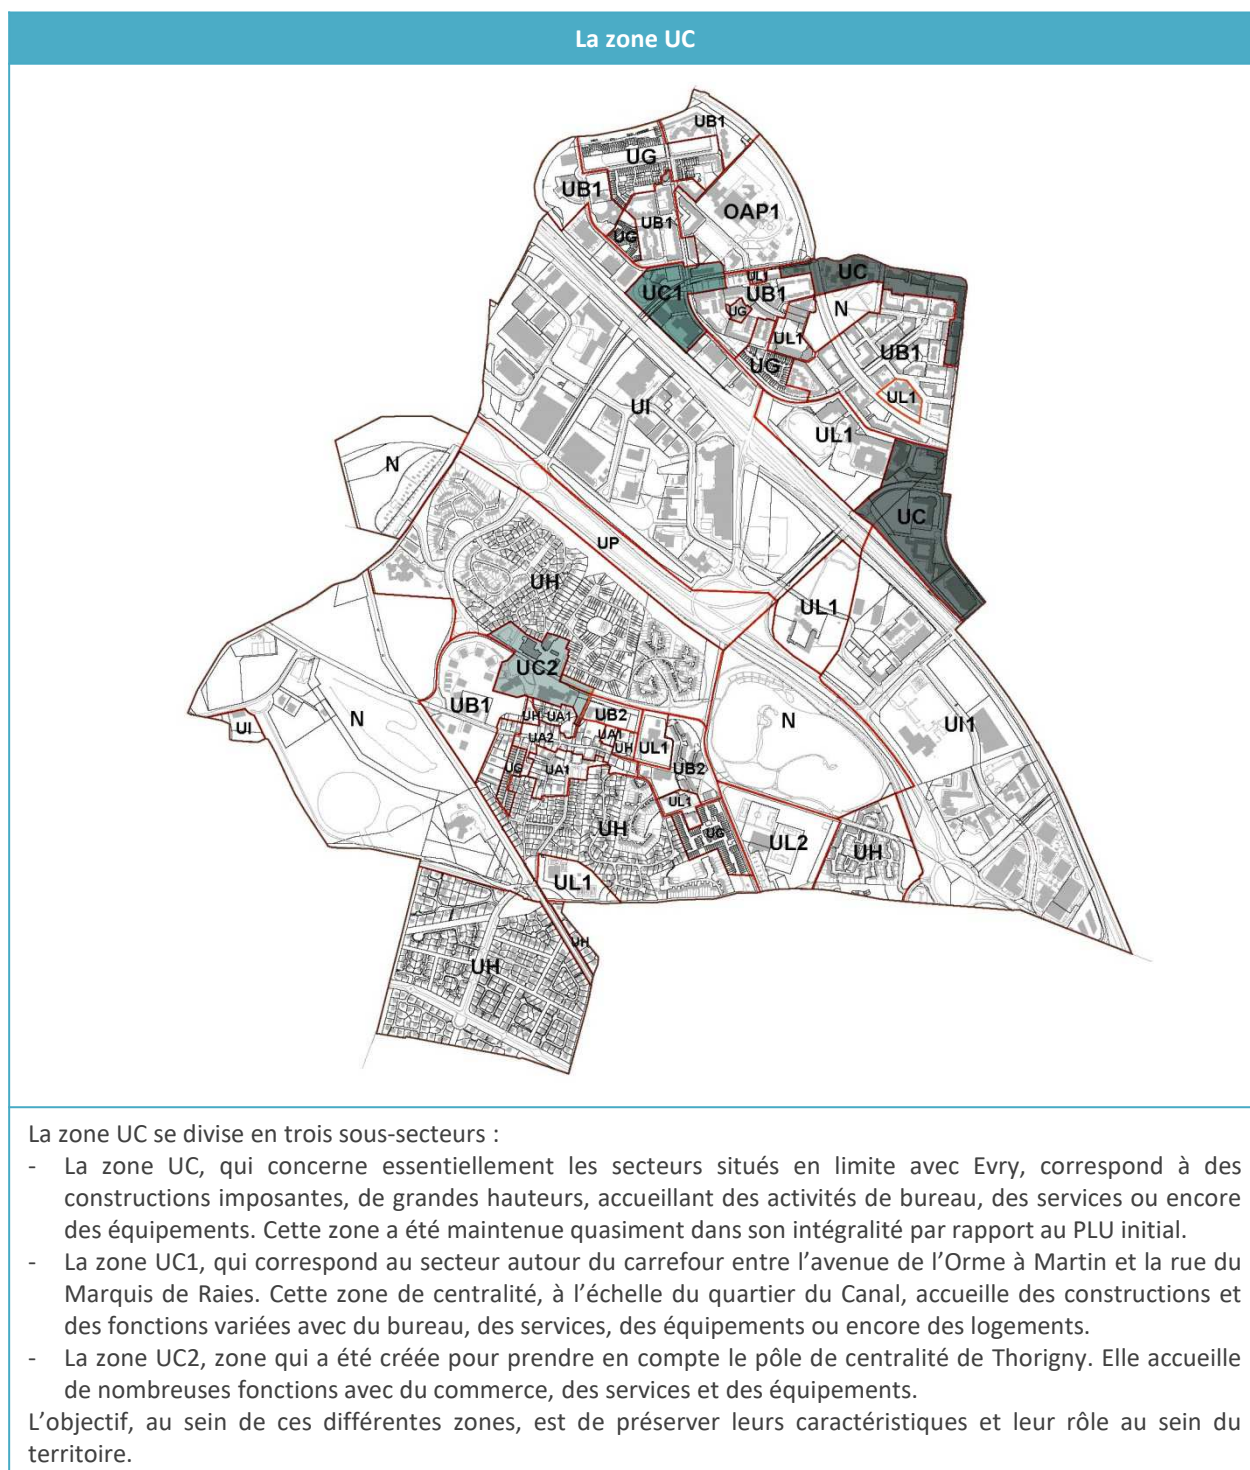 La zone UC
UB1
UG
UB1
OAP1
UB1
UG
UC
UL1
UC1
UB1
N
UG
UL1
UB1
UG
UL1
UI
UL1
N
UC
UP
UH
UL1
UC2
UB1
N
N
UH
UA1
UB2
UI
UI1
UA2
UA1
UH
UL1
UG
UA1
UB2
UL1
UH
UG
UL2
UH
UL1
UH
UH
La zone UC se divise en trois sous-secteurs :
- La zone UC, qui concerne essentiellement les secteurs situés en limite avec Evry, correspond à des
constructions imposantes, de grandes hauteurs, accueillant des activités de bureau, des services ou encore
des équipements. Cette zone a été maintenue quasiment dans son intégralité par rapport au PLU initial.
- La zone UC1, qui correspond au secteur autour du carrefour entre l’avenue de l’Orme à Martin et la rue du
Marquis de Raies. Cette zone de centralité, à l’échelle du quartier du Canal, accueille des constructions et
des fonctions variées avec du bureau, des services, des équipements ou encore des logements.
- La zone UC2, zone qui a été créée pour prendre en compte le pôle de centralité de Thorigny. Elle accueille
de nombreuses fonctions avec du commerce, des services et des équipements.
L’objectif, au sein de ces différentes zones, est de préserver leurs caractéristiques et leur rôle au sein du
territoire.